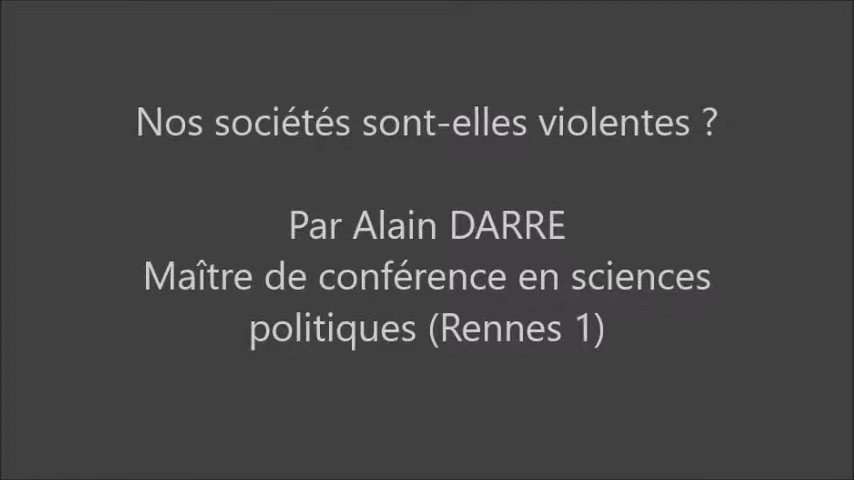 Nos sociétés sont-elles violentes ?
Par Alain DARRE
Maître de conférence en sciences
politiques (Rennes 1)